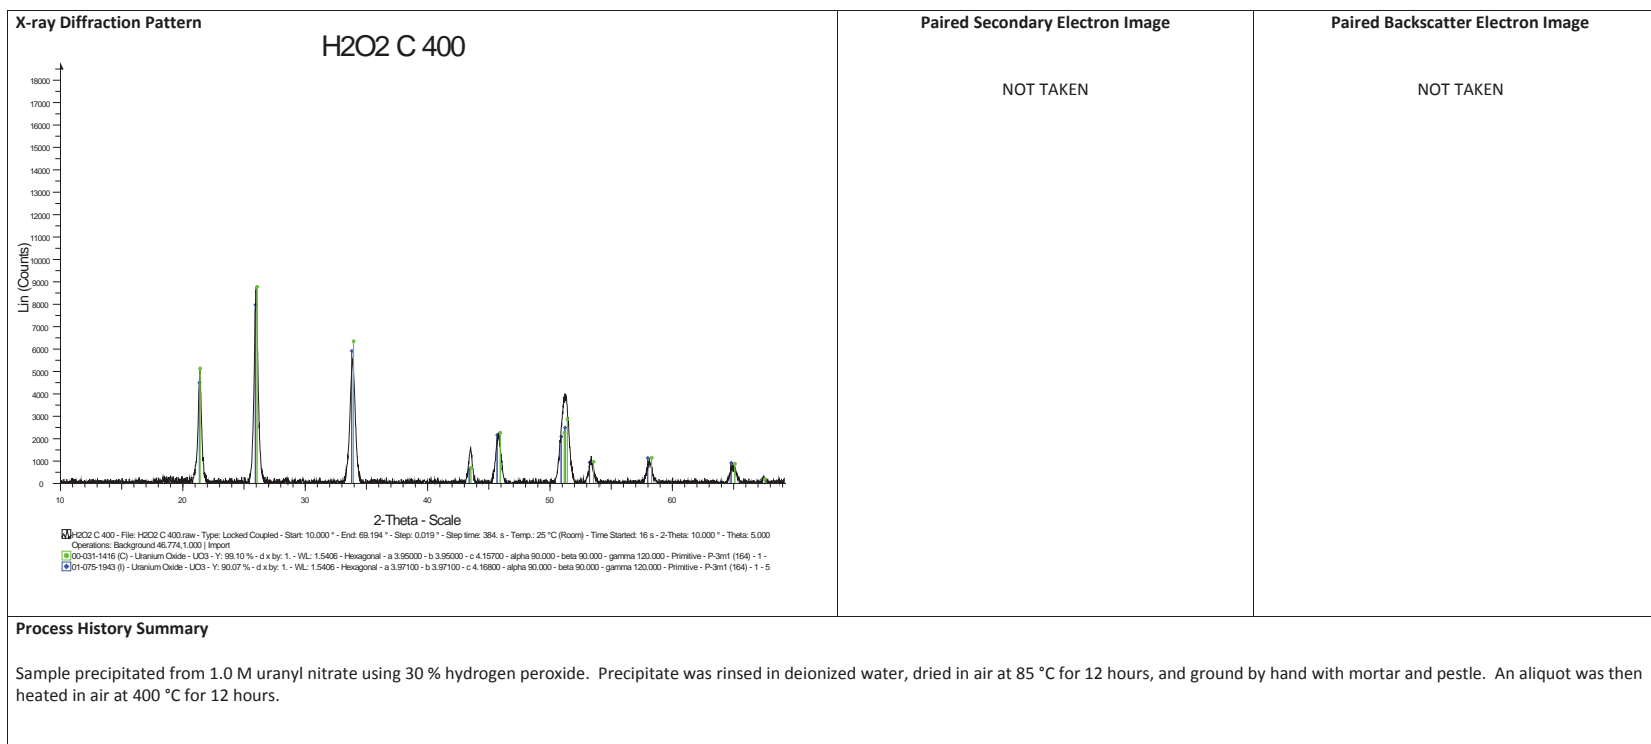 X-ray Diffraction Pattern
H2O2 C 400
Lin (Counts)
18000
17000
16000
15000
14000
13000
12000
11000
10000
9000
8000
7000
6000
5000
4000
3000
2000
1000
0
10 20 30 40 50 60
2-Theta - Scale
H2O2 C 400 - File: H2O2 C 400.raw - Type: Locked Coupled - Start: 10.000 ° - End: 69.194 ° - Step: 0.019 ° - Step time: 384. s - Temp.: 25 °C (Room) - Time Started: 16 s - 2-Theta: 10.000 ° - Theta: 5.000
Operations: Background 46.774,1.000 | Import
00-031-1416 (C) - Uranium Oxide - UO3 - Y: 99.10 % - d x by: 1. - WL: 1.5406 - Hexagonal - a 3.95000 - b 3.95000 - c 4.15700 - alpha 90.000 - beta 90.000 - gamma 120.000 - Primitive - P-3m1 (164) - 1 -
01-075-1943 (I) - Uranium Oxide - UO3 - Y: 90.07 % - d x by: 1. - WL: 1.5406 - Hexagonal - a 3.97100 - b 3.97100 - c 4.16800 - alpha 90.000 - beta 90.000 - gamma 120.000 - Primitive - P-3m1 (164) - 1 - 5
Paired Secondary Electron Image
NOT TAKEN
Paired Backscatter Electron Image
NOT TAKEN
Process History Summary
Sample precipitated from 1.0 M uranyl nitrate using 30 % hydrogen peroxide. Precipitate was rinsed in deionized water, dried in air at 85 °C for 12 hours, and ground by hand with mortar and pestle. An aliquot was then
heated in air at 400 °C for 12 hours.